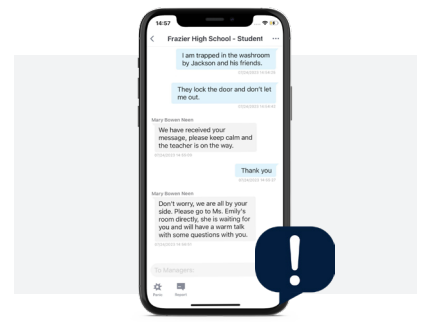 14:57
Frazier High School - Student
I am trapped in the washroom
by Jackson and his friends.
They lock the door and don't let
me out.
Mary Bowen Neen
We have received your
message, please keep calm and
the teacher is on the way.
Thank you
Mary Bowen Neen
Don't worry, we are all by your
side. Please go to Ms. Emily's
room directly, she is waiting for
you and will have a warm talk
with some questions with you.
To Managers
Report
!